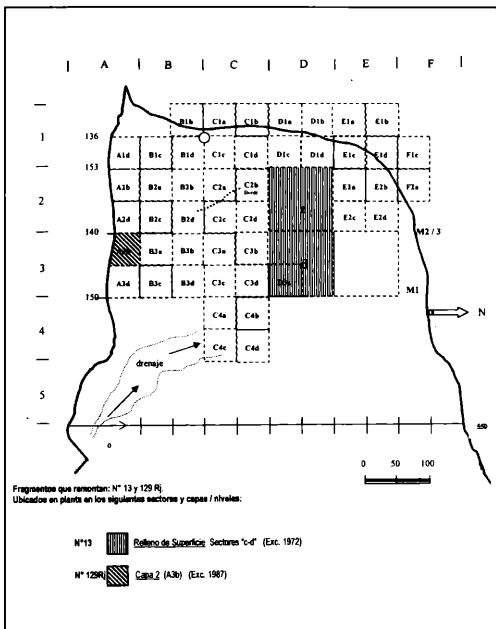 A B C D E F
B1b C1a C1b D1a D1b E1a E1b
1 136
A1d B1c B1d C1c C1d D1c D1d E1c E1d F1c
153
A2b B2a B2b C2a C2b E2a E2b F2a
2
A2d B2c B2d C2c C2d E2c E2d
140 M2 / 3
B3a B3b C3a C3b
3
A3d B3c B3d C3c C3d M1
150
N
C4a C4b
4
drenaje C4c C4d
5
0 550
0 50 100
Fragmentos que remontan: N° 13 y 129 Rj.
Ubicados en planta en los siguientes sectores y capas / niveles:
N°13 Relleno de Superficie Sectores "c-d" (Exc. 1972)
N° 129Rj Capa 2 (A3b) (Exc. 1987)